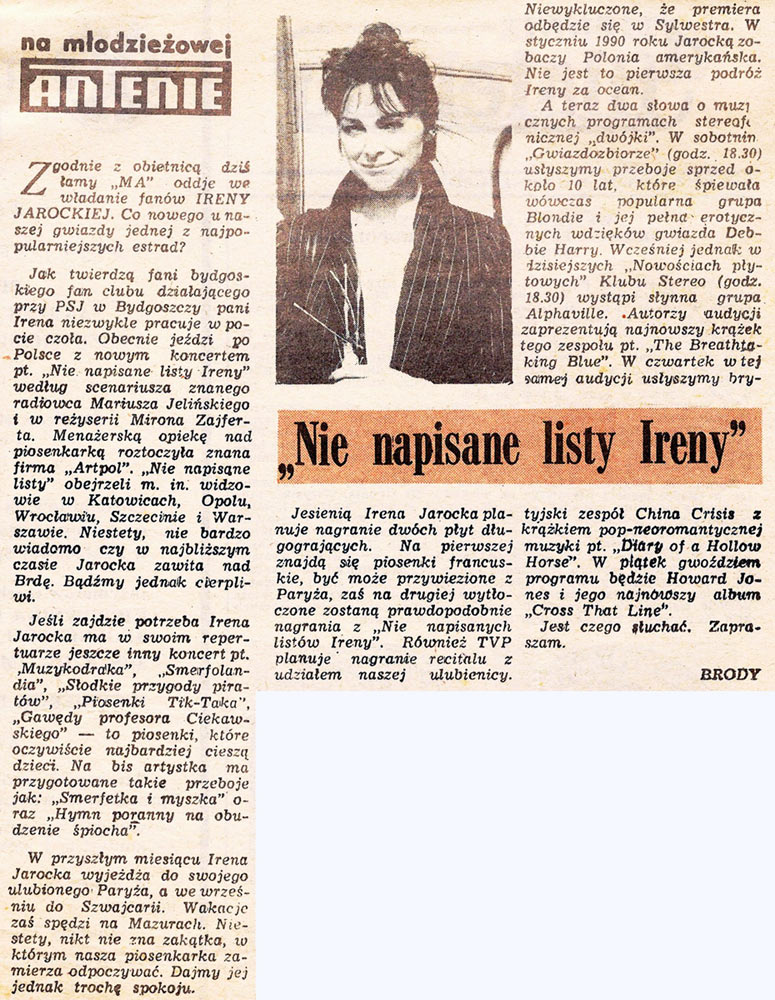 na młodzieżowej
ANTENIE
Zgodnie z obietnicą dziś
łamy „MA” oddje we
władanie fanów IRENY
JAROCKIEJ. Co nowego u na-
szej gwiazdy jednej z najpo-
pularniejszych estrad?
Jak twierdzą fani bydgos-
kiego fan clubu działającego
przy PSJ w Bydgoszczy pani
Irena niezwykle pracuje w po-
cie czoła. Obecnie jeździ po
Polsce z nowym koncertem
pt. „Nie napisane listy Ireny”
według scenariusza znanego
radiowca Mariusza Jelińskiego
i w reżyserii Mirona Zajfer-
ta. Menażerską opiekę nad
piosenkarką roztoczyła znana
firma „Artpol”. „Nie napisane
listy” obejrzeli m. in. widzo-
wie w Katowicach, Opolu,
Wrocławiu, Szczecinie i War-
szawie. Niestety, nie bardzo
wiadomo czy w najbliższym
czasie Jarocka zawita nad
Brdę. Bądźmy jednak cierpli-
wi.
Jeśli zajdzie potrzeba Irena
Jarocka ma w swoim reper-
tuarze jeszcze inny koncert pt.
„Muzykodralka”, „Smerfolan-
dia”, „Słodkie przygody pira-
tów”, „Piosenki Tik-Taka”,
„Gawędy profesora Ciekaw-
skiego” — to piosenki, które
oczywiście najbardziej cieszą
dzieci. Na bis artystka ma
przygotowane takie przeboje
jak: „Smerfetka i myszka” o-
raz „Hymn poranny na obu-
dzenie śpiocha”.
W przyszłym miesiącu Irena
Jarocka wyjeżdża do swojego
ulubionego Paryża, a we wrześ-
niu do Szwajcarii. Wakacje
zaś spędzi na Mazurach. Nie-
stety, nikt nie zna zakątka, w
którym nasza piosenkarka za-
mierza odpoczywać. Dajmy jej
jednak trochę spokoju.
„Nie napisane listy Ireny”
Jesienią Irena Jarocka pla-
nuje nagranie dwóch płyt dłu-
gogrających. Na pierwszej
znajdą się piosenki francus-
kie, być może przywiezione z
Paryża, zaś na drugiej wytło-
czone zostaną prawdopodobnie
nagrania z „Nie napisanych
listów Ireny”. Również TVP
planuje nagranie recitalu z
udziałem naszej ulubienicy.
Niewykluczone, że premiera
odbędzie się w Sylwestra. W
styczniu 1990 roku Jarocką zo-
baczy Polonia amerykańska.
Nie jest to pierwsza podróż
Ireny za ocean.
A teraz dwa słowa o muzy
cznych programach stereofo
nicznej „dwójki”. W sobotnim
„Gwiazdozbiorze” (godz. 18.30)
usłyszymy przeboje sprzed o-
koło 10 lat, które śpiewała
wówczas popularna grupa
Blondie i jej pełna erotycz-
nych wdzięków gwiazda Deb-
bie Harry. Wcześniej jednak w
dzisiejszych „Nowościach pły-
towych” Klubu Stereo (godz.
18.30) wystąpi słynna grupa
Alphaville. Autorzy audycji
zaprezentują najnowszy krążek
tego zespołu pt. „The Breathta-
king Blue”. W czwartek w tej
samej audycji usłyszymy bry-
tyjski zespół China Crisis z
krążkiem pop-neoromantycznej
muzyki pt. „Diary of a Hollow
Horse”. W piątek gwoździem
programu będzie Howard Jo-
nes i jego najnowszy album
„Cross That Line”.
Jest czego słuchać. Zapra-
szam.
BRODY